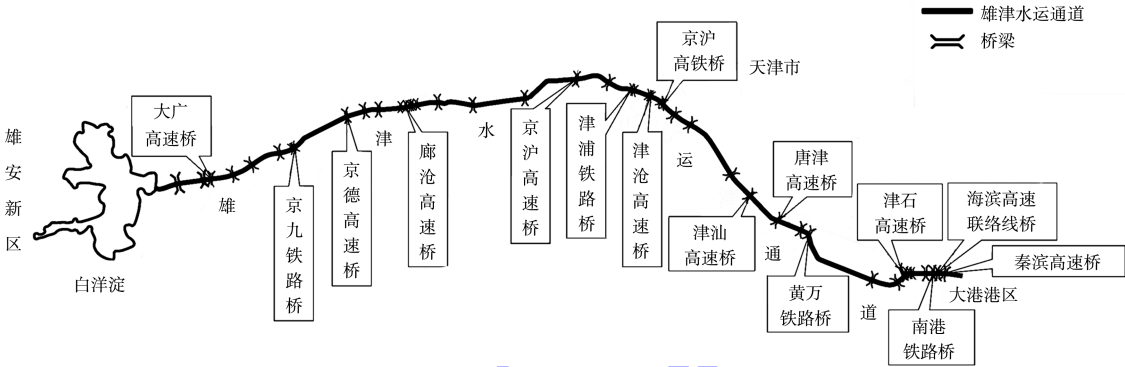 雄津水运通道
桥梁
京沪
高铁桥
天津市
大广
高速桥
雄安新区
白洋淀
雄津水运通道
京九铁路桥
京德高速桥
廊沧高速桥
京沪高速桥
津浦铁路桥
津沧高速桥
津汕
高速桥
唐津
高速桥
黄万
铁路桥
津石
高速桥
海滨高速
联络线桥
秦滨高速桥
大港港区
南港
铁路桥